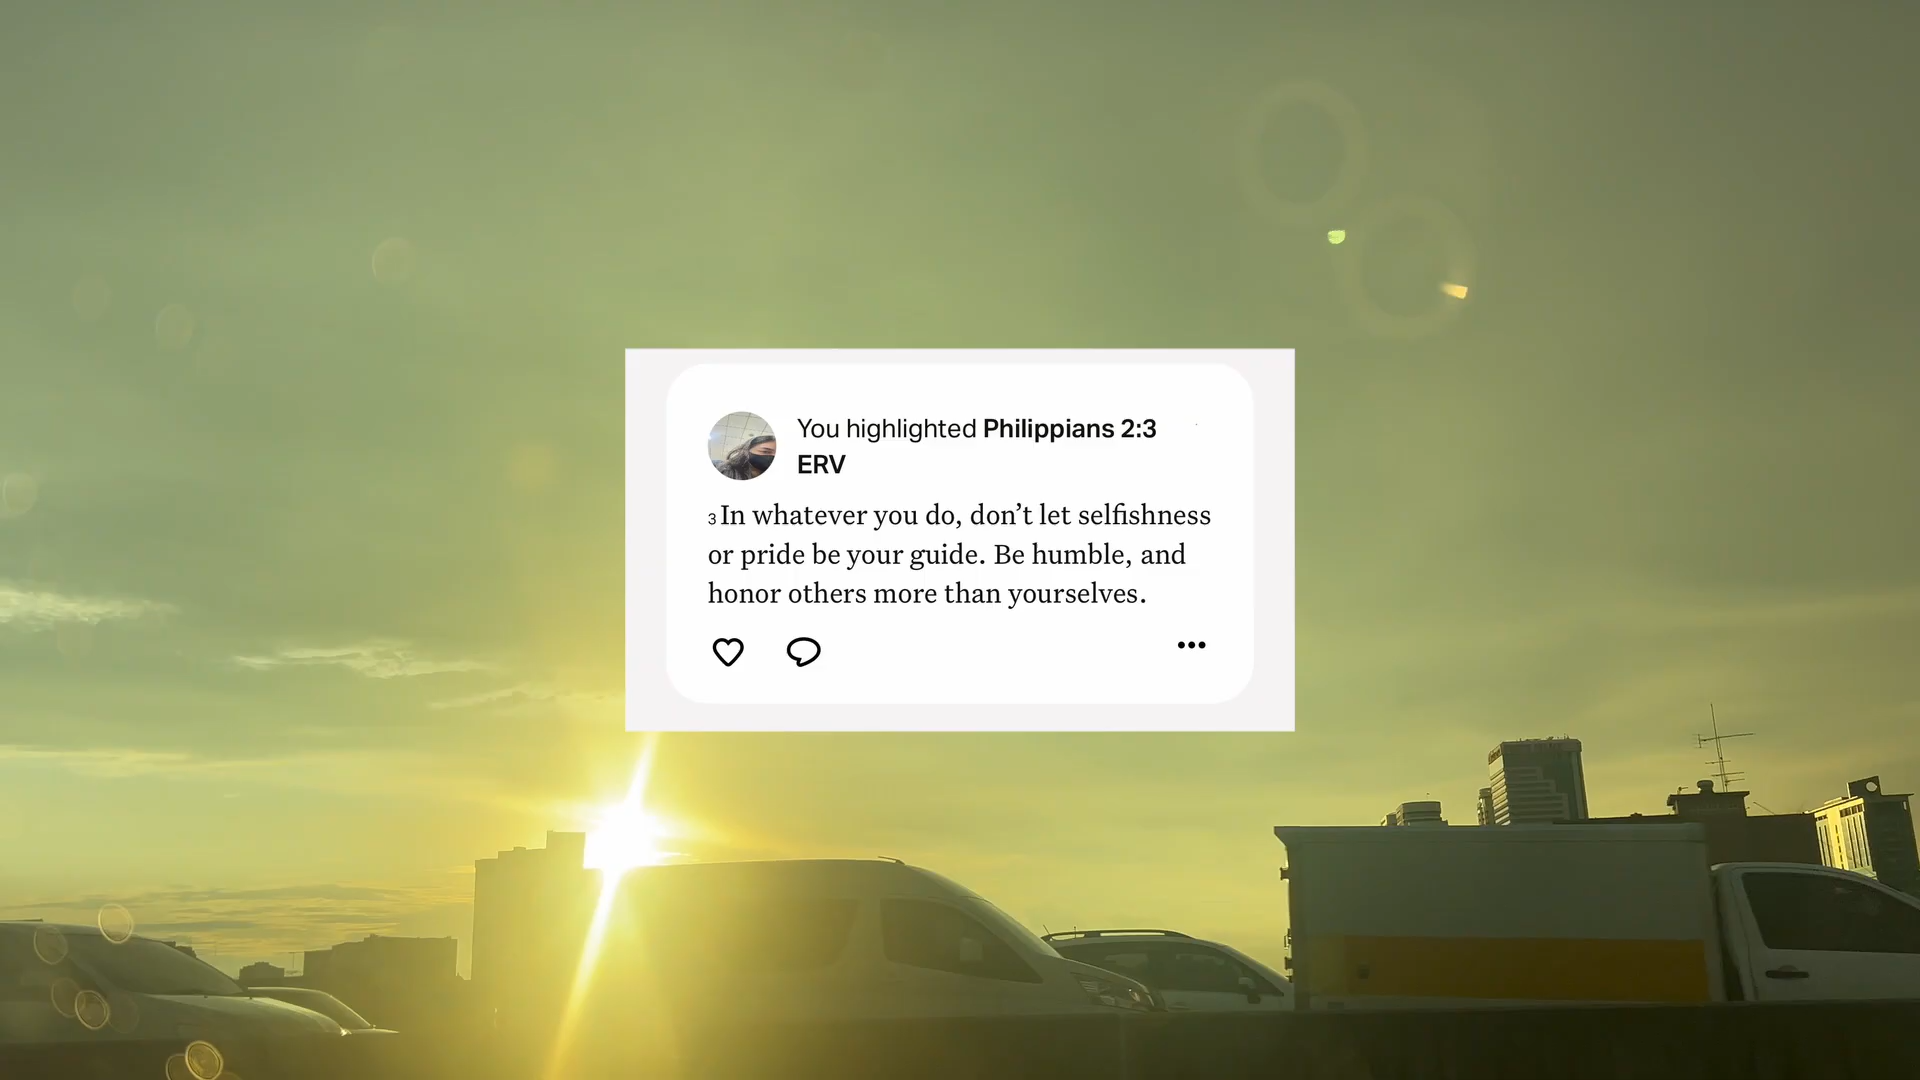 You highlighted Philippians 2:3
ERV
3 In whatever you do, don’t let selfishness
or pride be your guide. Be humble, and
honor others more than yourselves.